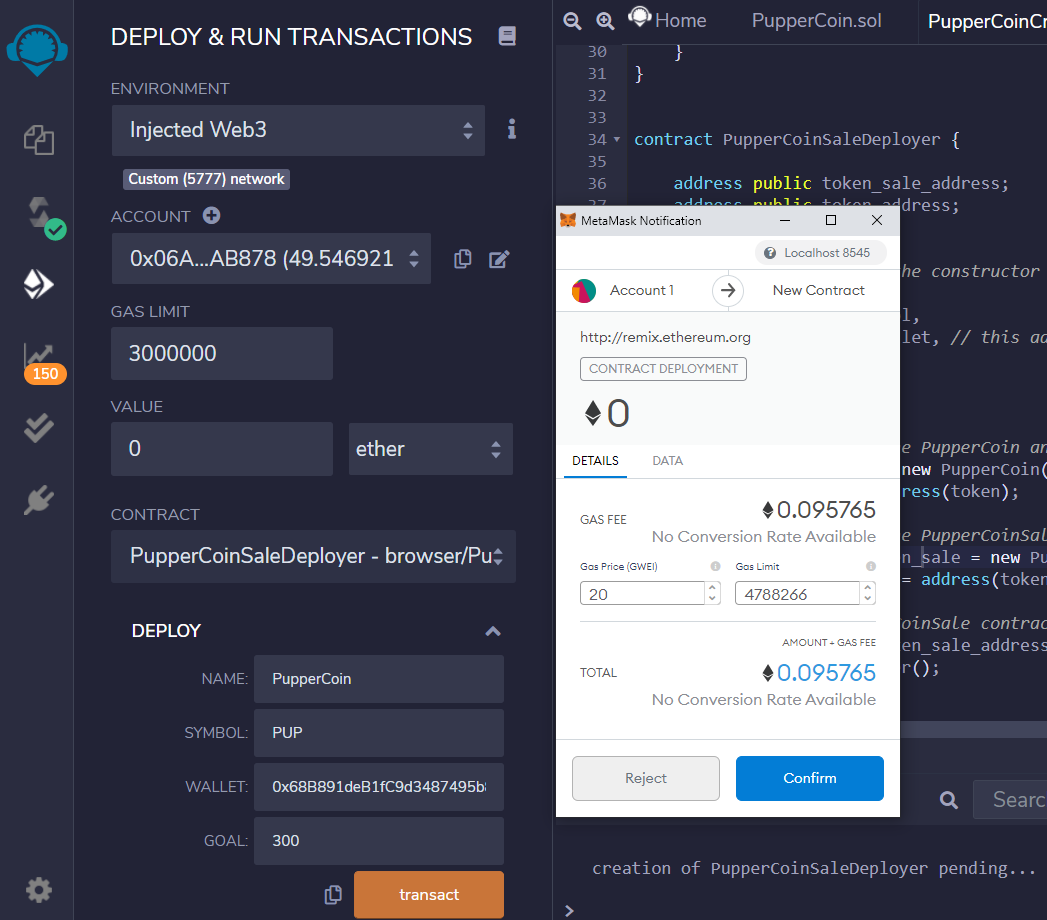 DEPLOY & RUN TRANSACTIONS
ENVIRONMENT
Injected Web3
Custom (5777) network
ACCOUNT
0x06A...AB878 (49.546921
GAS LIMIT
3000000
VALUE
0
ether
CONTRACT
PupperCoinSaleDeployer - browser/Pu
150
DEPLOY
NAME: PupperCoin
SYMBOL: PUP
WALLET: 0x68B891deB1fC9d3487495b
GOAL: 300
transact
Home
PupperCoin.sol
PupperCoinCr
30 }
31 }
32
33
34 contract PupperCoinSaleDeployer {
35
36 address public token_sale_address;
37 address public token_address;
he constructor
l,
let, // this ad
e PupperCoin an
new PupperCoin(
ress(token);
e PupperCoinSal
n_sale = new Pu
= address(token
oinSale contrac
en_sale_address
r();
MetaMask Notification
Localhost 8545
Account 1
New Contract
http://remix.ethereum.org
CONTRACT DEPLOYMENT
0
DETAILS
DATA
GAS FEE
0.095765
No Conversion Rate Available
Gas Price (GWEI)
Gas Limit
20
4788266
AMOUNT + GAS FEE
TOTAL
0.095765
No Conversion Rate Available
Reject
Confirm
Searc
creation of PupperCoinSaleDeployer pending...
>